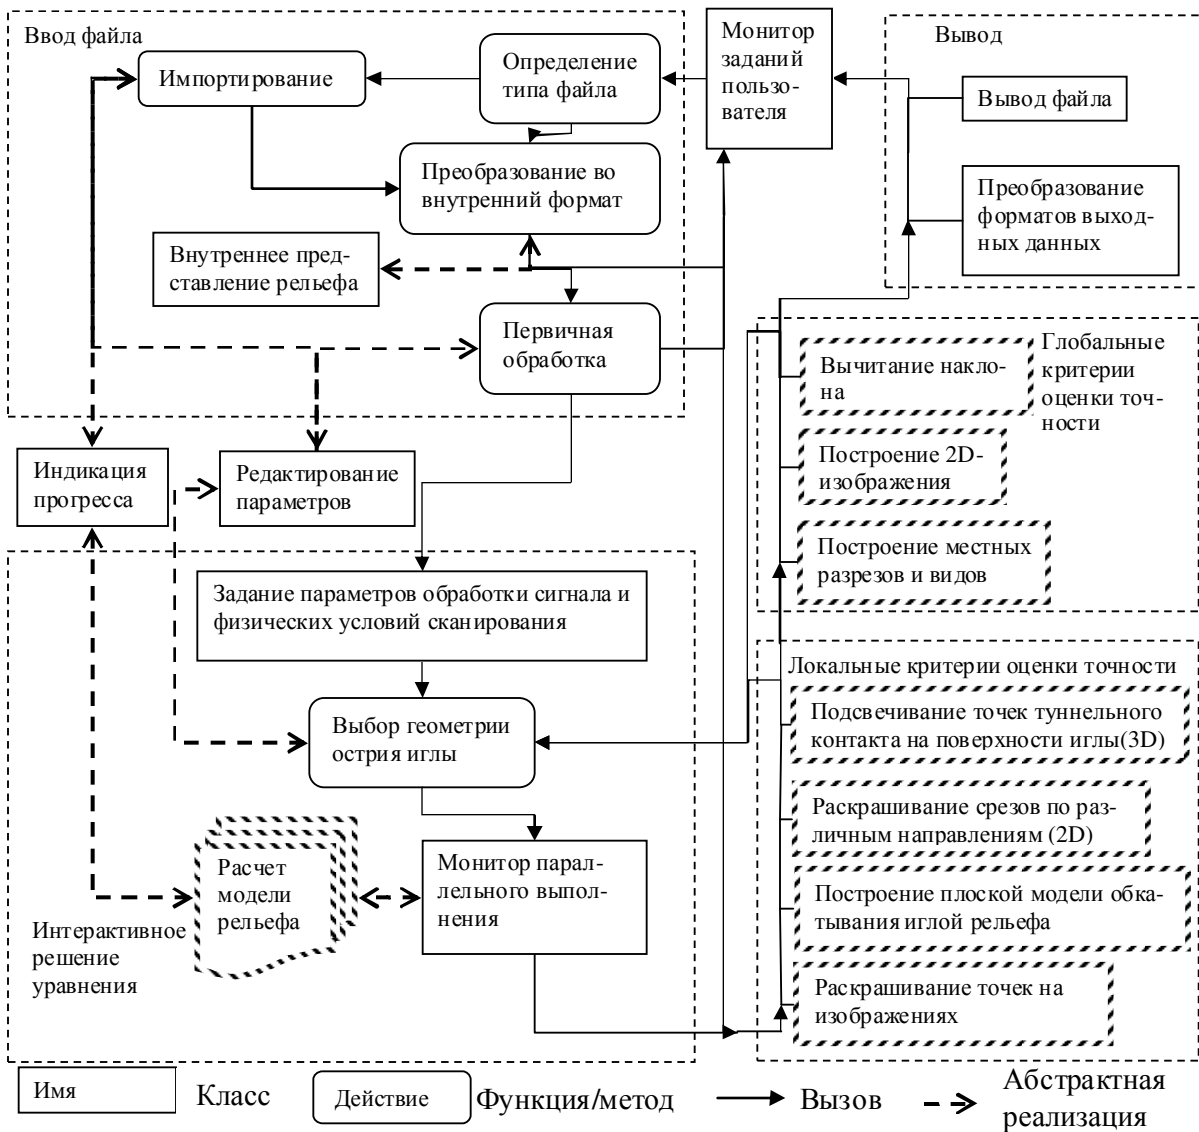 Ввод файла
Импортирование
Определение
типа файла
Монитор
заданий
пользо-
вателя
Вывод
Вывод файла
Преобразование во
внутренний формат
Преобразование
форматов выход-
ных данных
Внутреннее пред-
ставление рельефа
Первичная
обработка
Глобальные
критерии
оценки точ-
ности
Вычитание накло-
на
Построение 2D-
изображения
Построение местных
разрезов и видов
Индикация
прогресса
Редактирование
параметров
Задание параметров обработки сигнала и
физических условий сканирования
Выбор геометрии
острия иглы
Расчет
модели
рельефа
Монитор парал-
лельного выпол-
нения
Интерактивное
решение
уравнения
Локальные критерии оценки точности
Подсвечивание точек туннельного
контакта на поверхности иглы(3D)
Раскрашивание срезов по раз-
личным направлениям (2D)
Построение плоской модели обка-
тывания иглой рельефа
Раскрашивание точек на
изображениях
Имя
Класс
Действие
Функция/метод
Вызов
Абстрактная
реализация